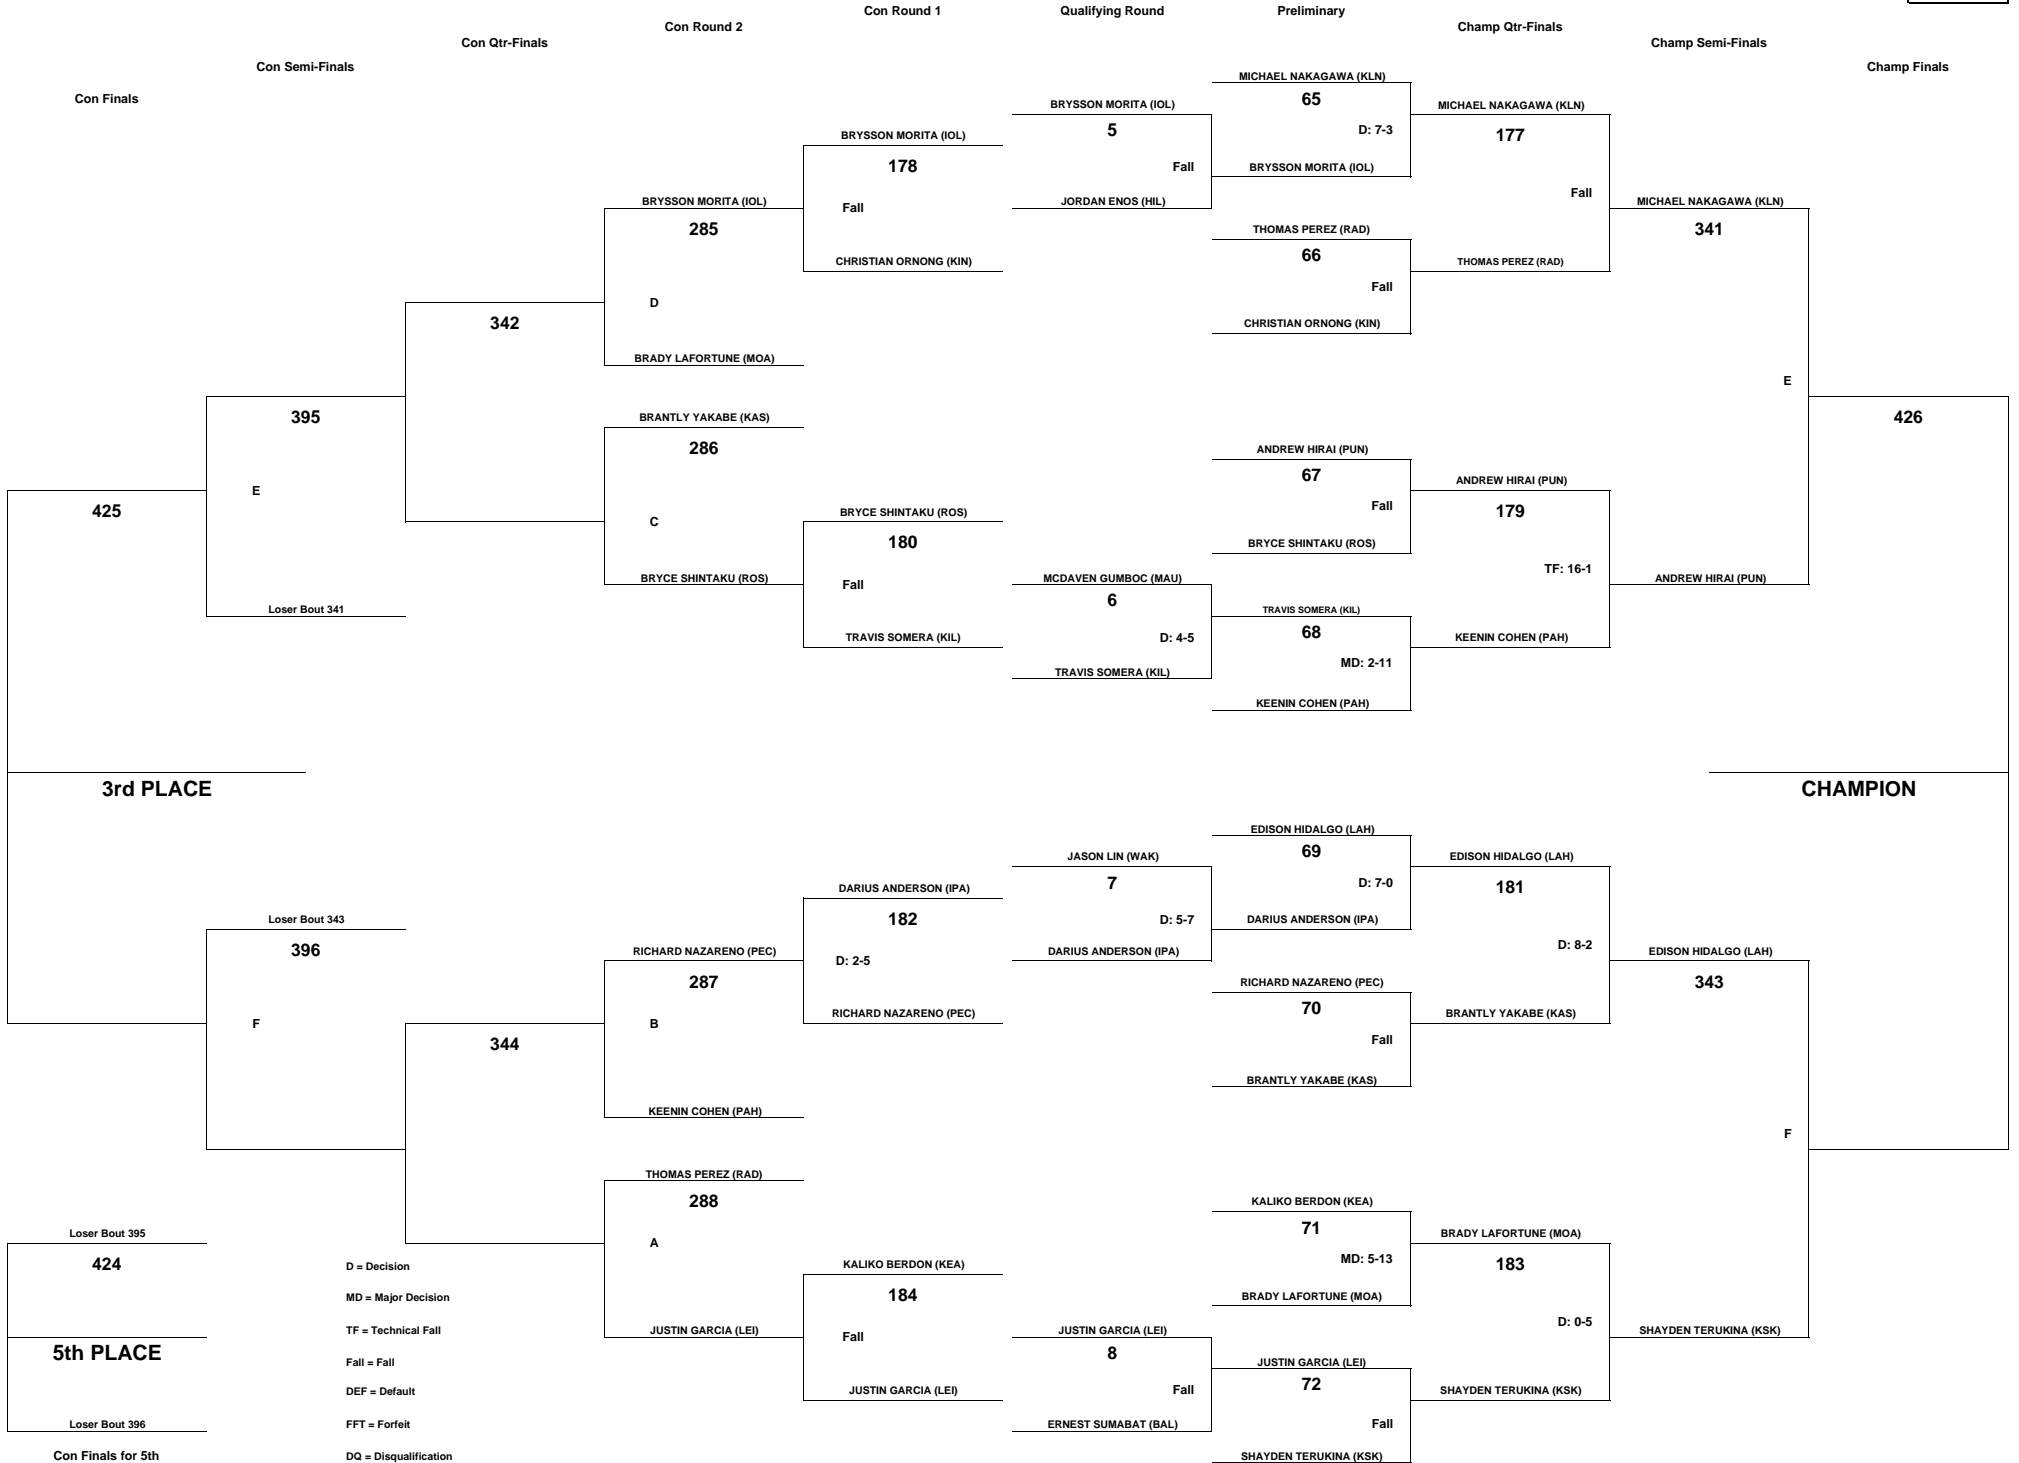 Con Round 1
Qualifying Round
Preliminary
Con Round 2
Champ Qtr-Finals
Con Qtr-Finals
Champ Semi-Finals
Con Semi-Finals
Champ Finals
Con Finals
MICHAEL NAKAGAWA (KLN)
65
D: 7-3
BRYSSON MORITA (IOL)
THOMAS PEREZ (RAD)
66
Fall
CHRISTIAN ORNONG (KIN)
ANDREW HIRAI (PUN)
67
Fall
BRYCE SHINTAKU (ROS)
TRAVIS SOMERA (KIL)
68
MD: 2-11
KEENIN COHEN (PAH)
EDISON HIDALGO (LAH)
69
D: 7-0
DARIUS ANDERSON (IPA)
RICHARD NAZARENO (PEC)
70
Fall
BRANTLY YAKABE (KAS)
KALIKO BERDON (KEA)
71
MD: 5-13
BRADY LAFORTUNE (MOA)
JUSTIN GARCIA (LEI)
72
Fall
SHAYDEN TERUKINA (KSK)
BRYSSON MORITA (IOL)
5
Fall
JORDAN ENOS (HIL)
MCDAVEN GUMBOC (MAU)
6
D: 4-5
TRAVIS SOMERA (KIL)
JASON LIN (WAK)
7
D: 5-7
DARIUS ANDERSON (IPA)
JUSTIN GARCIA (LEI)
8
Fall
ERNEST SUMABAT (BAL)
MICHAEL NAKAGAWA (KLN)
177
Fall
THOMAS PEREZ (RAD)
ANDREW HIRAI (PUN)
179
TF: 16-1
KEENIN COHEN (PAH)
EDISON HIDALGO (LAH)
181
D: 8-2
BRANTLY YAKABE (KAS)
BRADY LAFORTUNE (MOA)
183
D: 0-5
SHAYDEN TERUKINA (KSK)
MICHAEL NAKAGAWA (KLN)
341
E
ANDREW HIRAI (PUN)
EDISON HIDALGO (LAH)
343
F
SHAYDEN TERUKINA (KSK)
426
CHAMPION
BRYSSON MORITA (IOL)
178
Fall
CHRISTIAN ORNONG (KIN)
BRYCE SHINTAKU (ROS)
180
Fall
TRAVIS SOMERA (KIL)
DARIUS ANDERSON (IPA)
182
D: 2-5
RICHARD NAZARENO (PEC)
KALIKO BERDON (KEA)
184
Fall
JUSTIN GARCIA (LEI)
BRYSSON MORITA (IOL)
285
D
BRADY LAFORTUNE (MOA)
BRANTLY YAKABE (KAS)
286
C
BRYCE SHINTAKU (ROS)
RICHARD NAZARENO (PEC)
287
B
KEENIN COHEN (PAH)
THOMAS PEREZ (RAD)
288
A
JUSTIN GARCIA (LEI)
342
344
395
E
Loser Bout 341
Loser Bout 343
396
F
425
3rd PLACE
Loser Bout 395
424
5th PLACE
Loser Bout 396
Con Finals for 5th
D = Decision
MD = Major Decision
TF = Technical Fall
Fall = Fall
DEF = Default
FFT = Forfeit
DQ = Disqualification